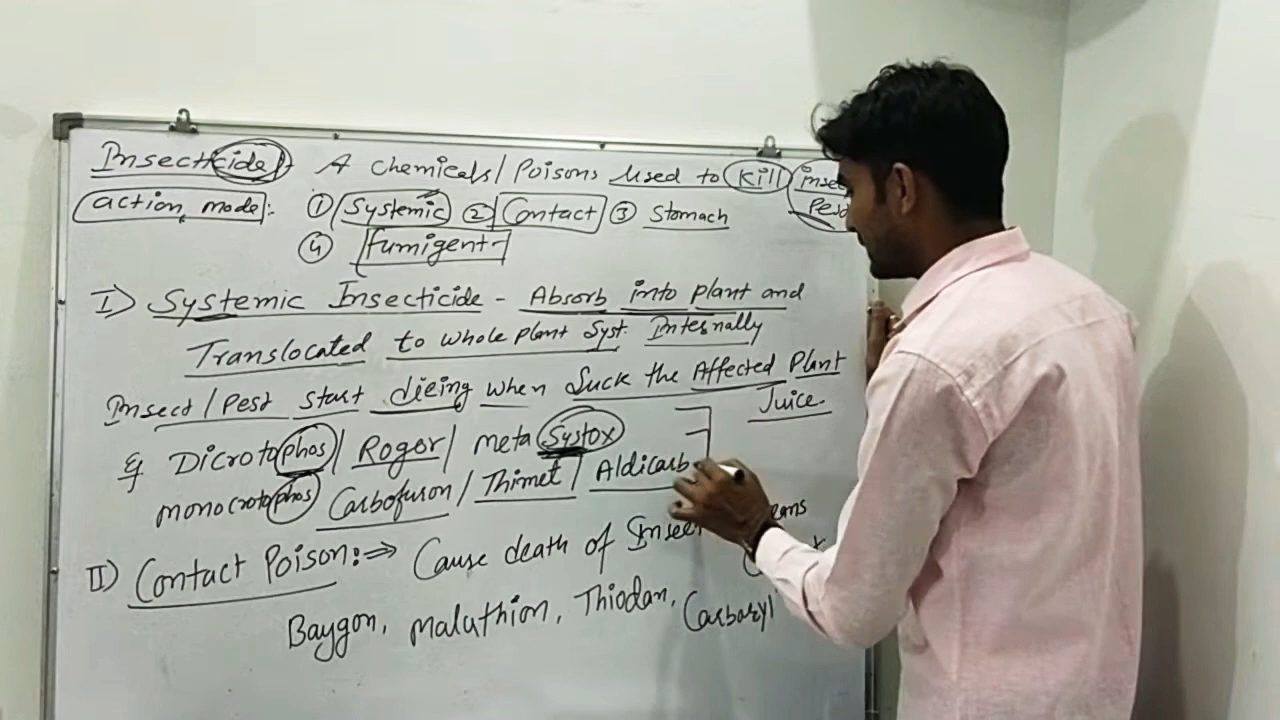 Insecticide: A Chemicals/Poisons used to Kill
action mode:- ① Systemic ② Contact ③ Stomach
④ fumigent-
I) Systemic Insecticide - Absorb into plant and
Translocated to whole plant Syst. Internally
Insect/Pest start dieing when Suck the Affected Plant
Juice.
Eg Dicrotophos/ Rogor/ meta Systox
monocrotophos/ Carbofuron/ Thimet/ Aldicarb
II) Contact Poison:⇒ Cause death of
Baygon, maluthion, Thiodan, Carbaryl